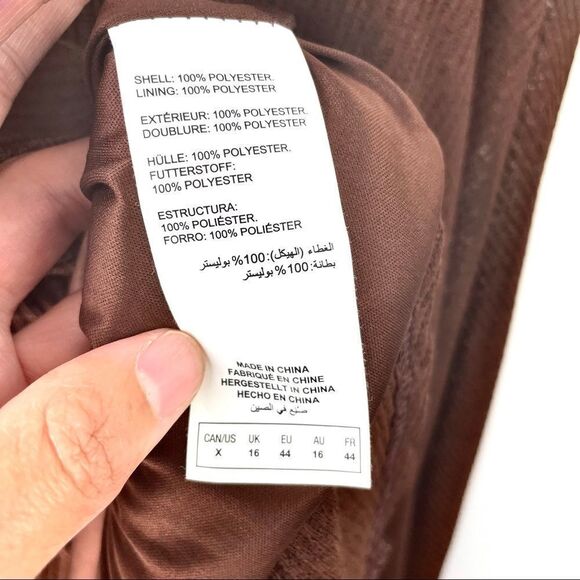 SHELL: 100% POLYESTER.
LINING: 100% POLYESTER
EXTÉRIEUR: 100% POLYESTER.
DOUBLURE: 100% POLYESTER
HÜLLE: 100% POLYESTER.
FUTTERSTOFF:
100% POLYESTER
ESTRUCTURA:
100% POLIÉSTER.
FORRO: 100% POLIÉSTER
الغطاء (الهيكل): 100% بوليستر
بطانة: 100% بوليستر
MADE IN CHINA
FABRIQUÉ EN CHINE
HERGESTELLT IN CHINA
HECHO EN CHINA
صنع في الصين
CAN/US UK EU AU FR
X 16 44 16 44